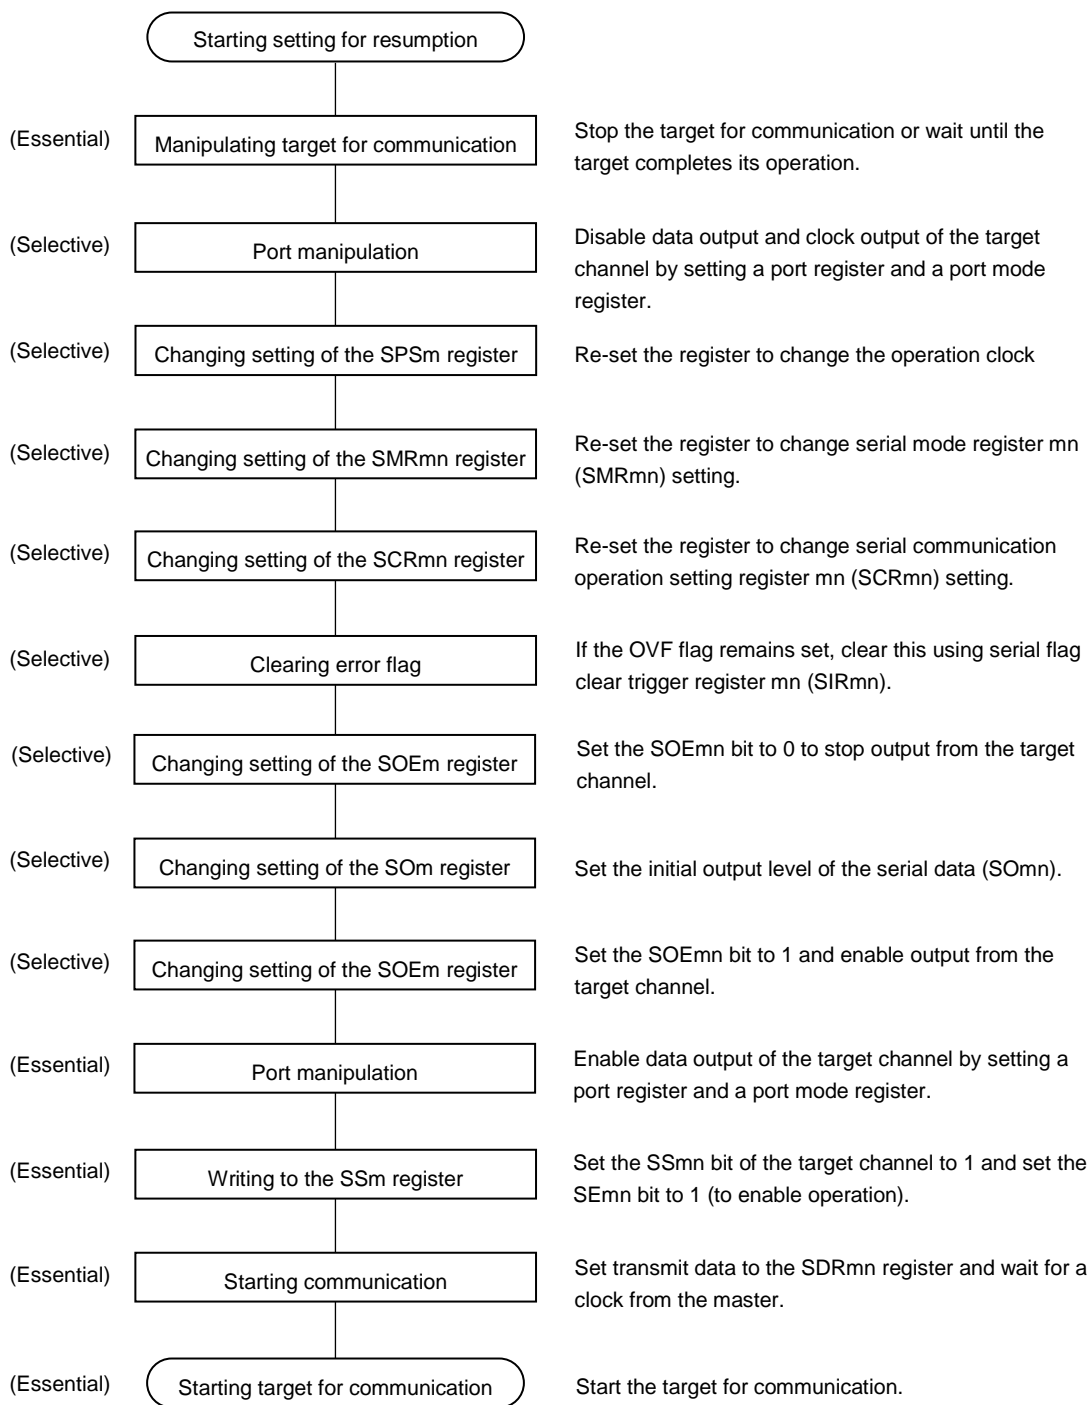 Starting setting for resumption
(Essential)
Manipulating target for communication
Stop the target for communication or wait until the
target completes its operation.
(Selective)
Port manipulation
Disable data output and clock output of the target
channel by setting a port register and a port mode
register.
(Selective)
Changing setting of the SPSm register
Re-set the register to change the operation clock
(Selective)
Changing setting of the SMRmn register
Re-set the register to change serial mode register mn
(SMRmn) setting.
(Selective)
Changing setting of the SCRmn register
Re-set the register to change serial communication
operation setting register mn (SCRmn) setting.
(Selective)
Clearing error flag
If the OVF flag remains set, clear this using serial flag
clear trigger register mn (SIRmn).
(Selective)
Changing setting of the SOEm register
Set the SOEmn bit to 0 to stop output from the target
channel.
(Selective)
Changing setting of the SOm register
Set the initial output level of the serial data (SOmn).
(Selective)
Changing setting of the SOEm register
Set the SOEmn bit to 1 and enable output from the
target channel.
(Essential)
Port manipulation
Enable data output of the target channel by setting a
port register and a port mode register.
(Essential)
Writing to the SSm register
Set the SSmn bit of the target channel to 1 and set the
SEmn bit to 1 (to enable operation).
(Essential)
Starting communication
Set transmit data to the SDRmn register and wait for a
clock from the master.
(Essential)
Starting target for communication
Start the target for communication.